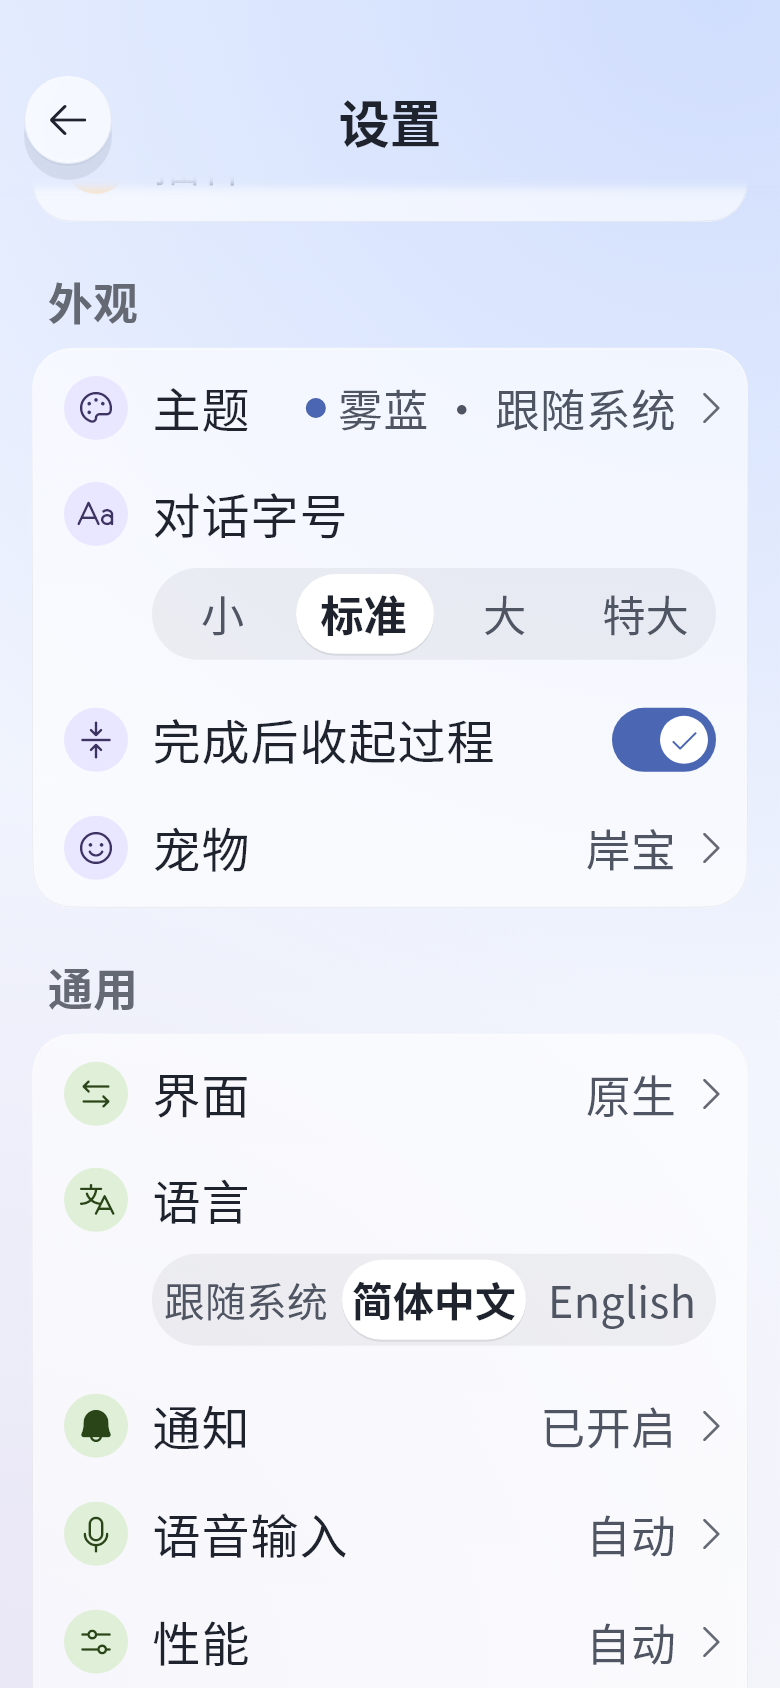 设置
外观
主题 雾蓝 · 跟随系统
Aa 对话字号
小 标准 大 特大
完成后收起过程
宠物 岸宝
通用
界面 原生
文A 语言
跟随系统 简体中文 English
通知 已开启
语音输入 自动
性能 自动